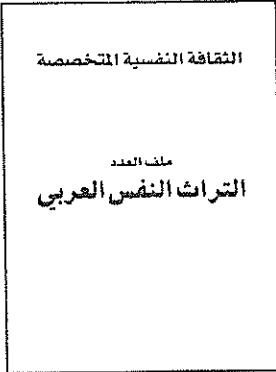 الثقافة النفسية المتخصصة
ملف العدد
التراث النفس العربي